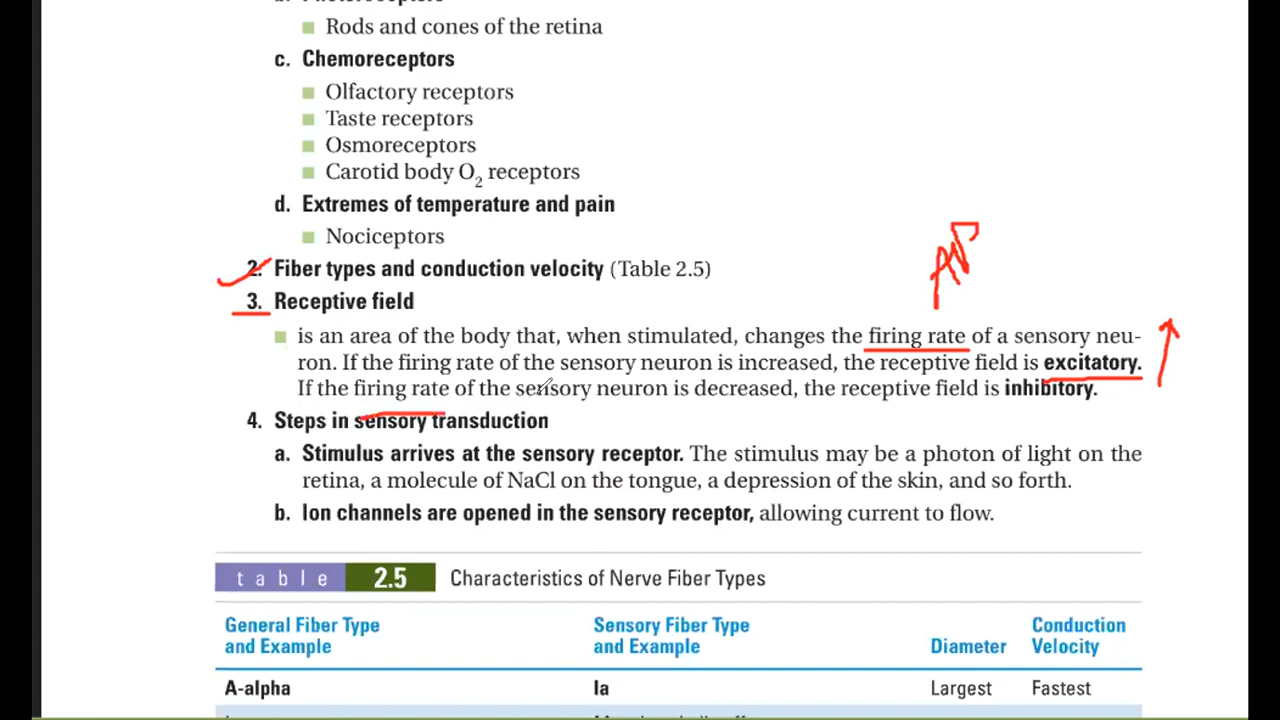 Rods and cones of the retina
c. Chemoreceptors
Olfactory receptors
Taste receptors
Osmoreceptors
Carotid body O₂ receptors
d. Extremes of temperature and pain
Nociceptors
2. Fiber types and conduction velocity (Table 2.5)
3. Receptive field
is an area of the body that, when stimulated, changes the firing rate of a sensory neu-
ron. If the firing rate of the sensory neuron is increased, the receptive field is excitatory.
If the firing rate of the sensory neuron is decreased, the receptive field is inhibitory.
4. Steps in sensory transduction
a. Stimulus arrives at the sensory receptor. The stimulus may be a photon of light on the
retina, a molecule of NaCl on the tongue, a depression of the skin, and so forth.
b. Ion channels are opened in the sensory receptor, allowing current to flow.
table 2.5 Characteristics of Nerve Fiber Types
General Fiber Type and Example
Sensory Fiber Type and Example
Diameter
Conduction Velocity
A-alpha Ia Largest Fastest